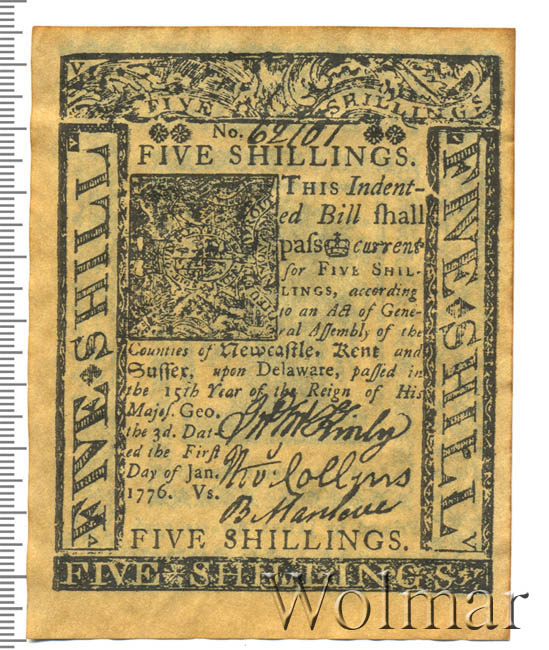 FIVE SHILLINGS
No. 62101
FIVE SHILLINGS.
THIS Indent-
ed Bill ſhall
paſs current
for FIVE SHIL-
LINGS, according
to an Act of Gene-
ral Aſſembly of the
Counties of Newcaſtle, Kent and
Suſſex, upon Delaware, paſſed in
the 15th Year of the Reign of His
Majeſ. Geo.
the 3d. Dat-
ed the Firſt
Day of Jan.
1776. Vs.
McKinly
Collins
B. Manlove
FIVE SHILLINGS.
FIVE SHILLINGS
FIVE SHILL
FIVE SHILL
Wolmar